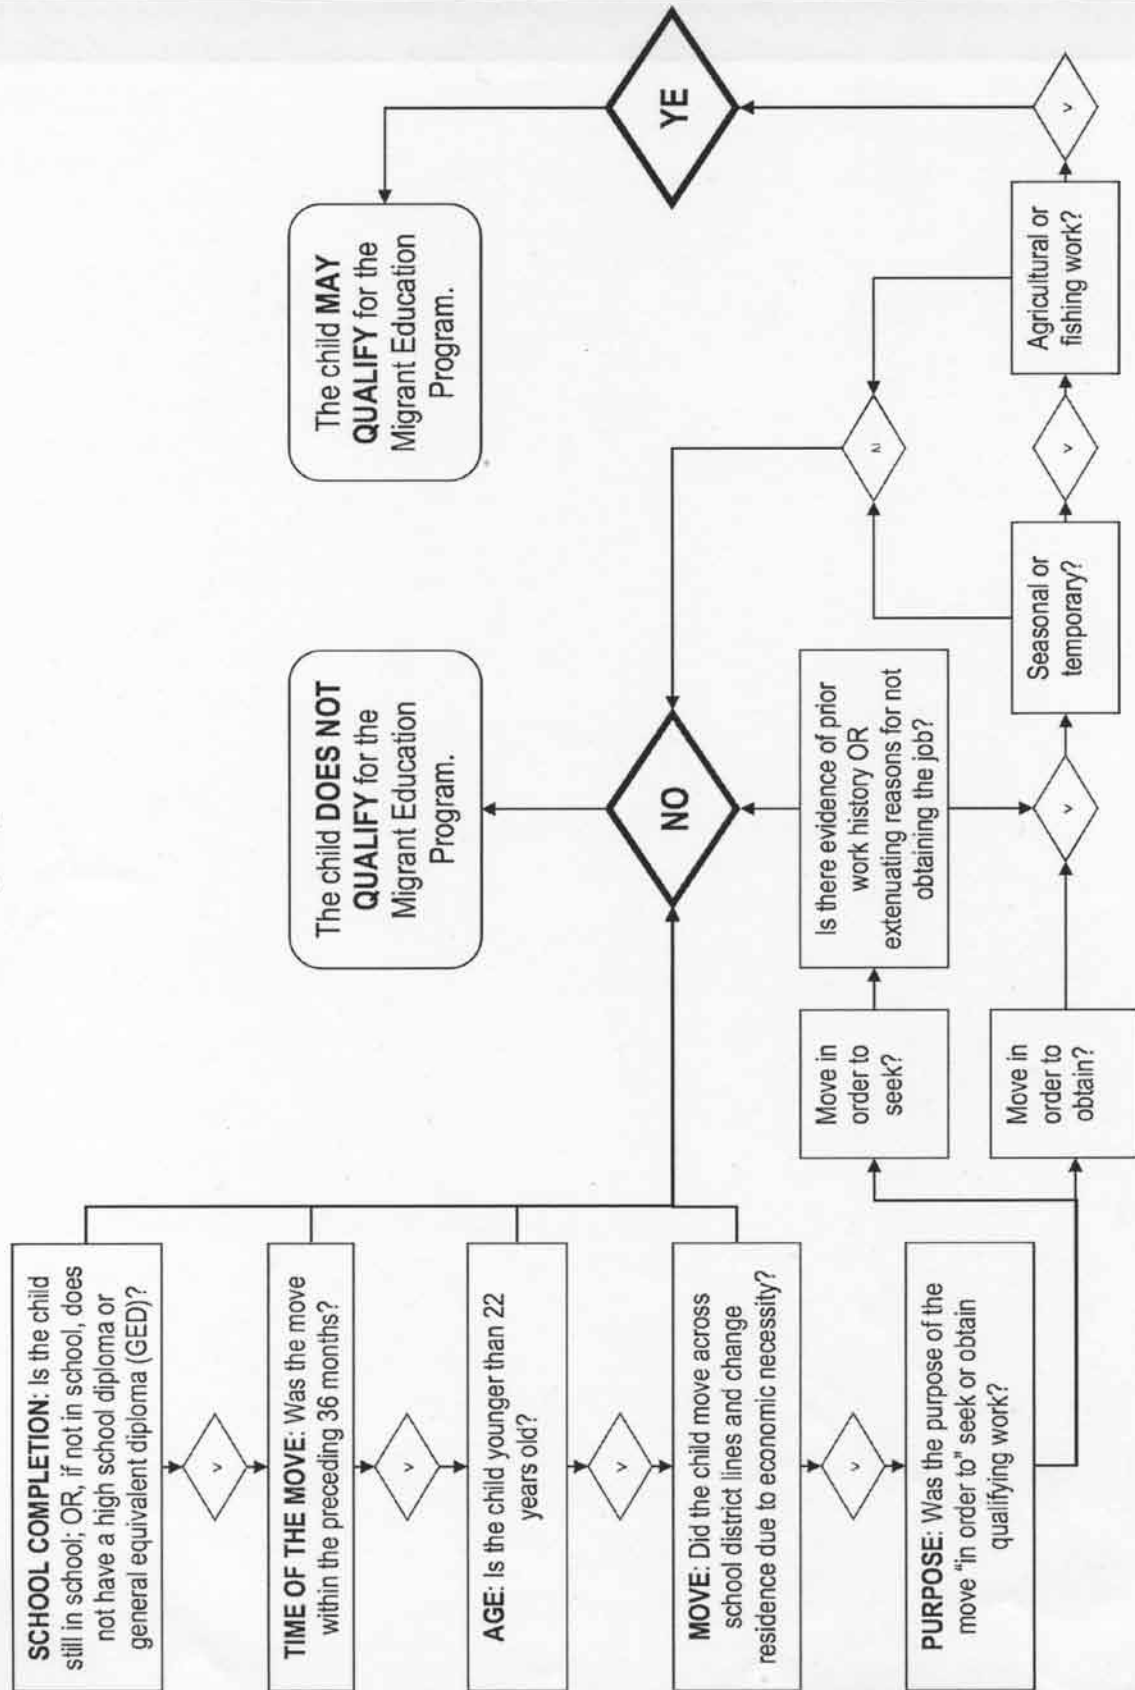 SCHOOL COMPLETION: Is the child
still in school; OR, if not in school, does
not have a high school diploma or
general equivalent diploma (GED)?
v
TIME OF THE MOVE: Was the move
within the preceding 36 months?
v
AGE: Is the child younger than 22
years old?
v
MOVE: Did the child move across
school district lines and change
residence due to economic necessity?
v
PURPOSE: Was the purpose of the
move "in order to" seek or obtain
qualifying work?
Move in
order to
seek?
Move in
order to
obtain?
Is there evidence of prior
work history OR
extenuating reasons for not
obtaining the job?
v
Seasonal or
temporary?
v
Agricultural or
fishing work?
v
NO
The child DOES NOT
QUALIFY for the
Migrant Education
Program.
YE
The child MAY
QUALIFY for the
Migrant Education
Program.